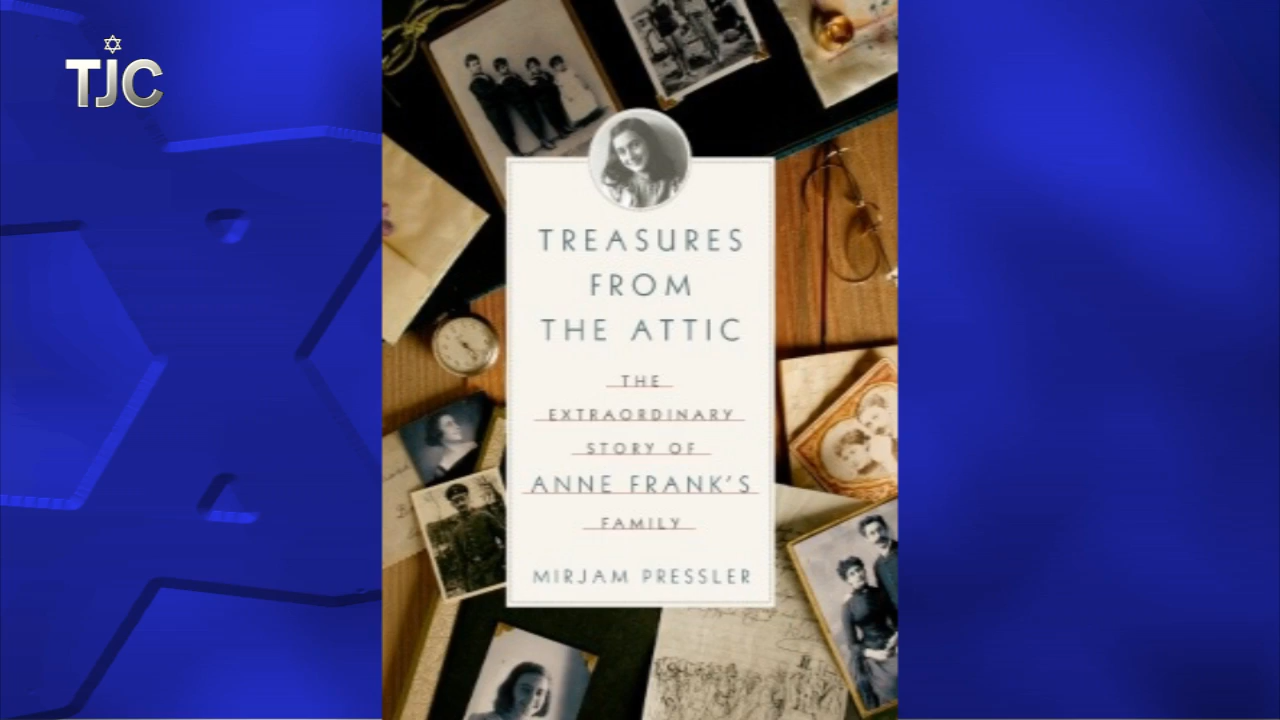 TJC
TREASURES
FROM
THE ATTIC
THE
EXTRAORDINARY
STORY OF
ANNE FRANK'S
FAMILY
MIRJAM PRESSLER